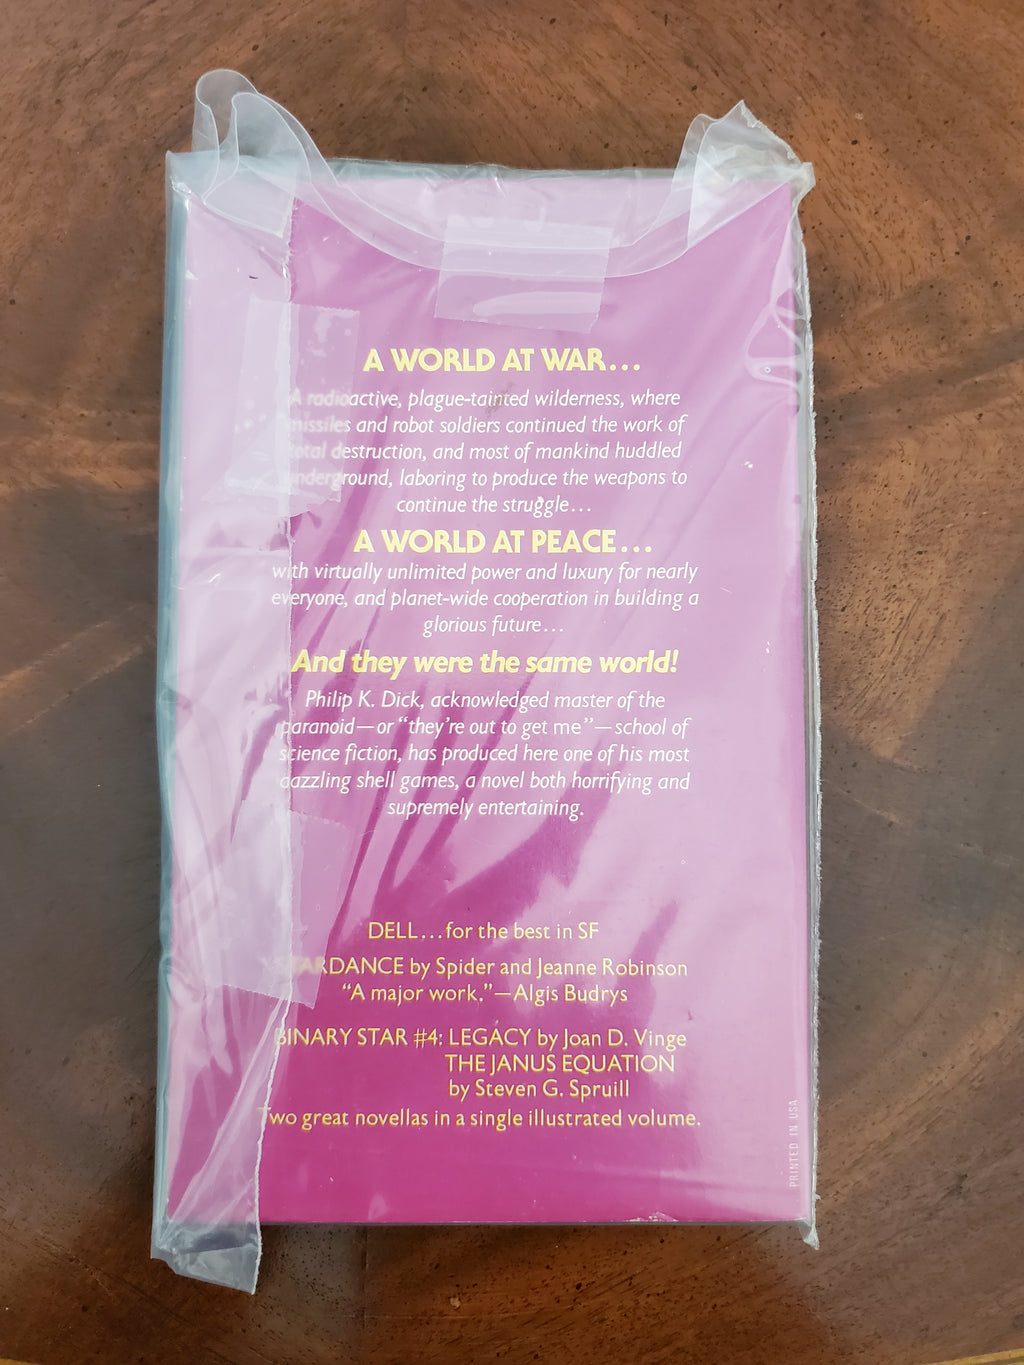 A WORLD AT WAR...
A radioactive, plague-tainted wilderness, where
missiles and robot soldiers continued the work of
total destruction, and most of mankind huddled
underground, laboring to produce the weapons to
continue the struggle...
A WORLD AT PEACE...
with virtually unlimited power and luxury for nearly
everyone, and planet-wide cooperation in building a
glorious future...
And they were the same world!
Philip K. Dick, acknowledged master of the
paranoid—or “they're out to get me”—school of
science fiction, has produced here one of his most
dazzling shell games, a novel both horrifying and
supremely entertaining.
DELL...for the best in SF
STARDANCE by Spider and Jeanne Robinson
“A major work.”—Algis Budrys
BINARY STAR #4: LEGACY by Joan D. Vinge
THE JANUS EQUATION
by Steven G. Spruill
Two great novellas in a single illustrated volume.
PRINTED IN USA